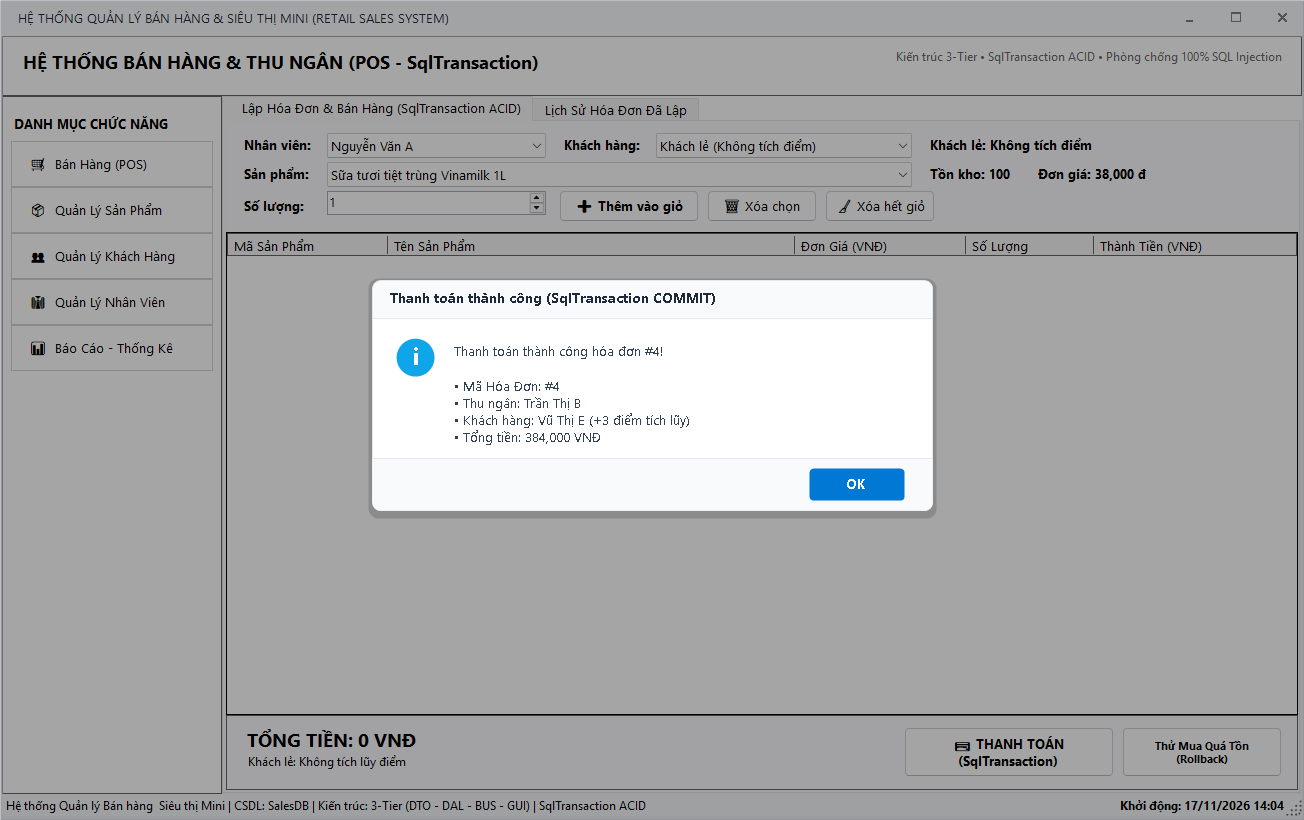 HỆ THỐNG QUẢN LÝ BÁN HÀNG & SIÊU THỊ MINI (RETAIL SALES SYSTEM)
HỆ THỐNG BÁN HÀNG & THU NGÂN (POS - SqlTransaction)
Kiến trúc 3-Tier • SqlTransaction ACID • Phòng chống 100% SQL Injection
DANH MỤC CHỨC NĂNG
Bán Hàng (POS)
Quản Lý Sản Phẩm
Quản Lý Khách Hàng
Quản Lý Nhân Viên
Báo Cáo - Thống Kê
Lập Hóa Đơn & Bán Hàng (SqlTransaction ACID)
Lịch Sử Hóa Đơn Đã Lập
Nhân viên: Nguyễn Văn A Khách hàng: Khách lẻ (Không tích điểm) Khách lẻ: Không tích điểm
Sản phẩm: Sữa tươi tiệt trùng Vinamilk 1L Tồn kho: 100 Đơn giá: 38,000 đ
Số lượng: 1 Thêm vào giỏ Xóa chọn Xóa hết giỏ
Mã Sản Phẩm Tên Sản Phẩm Đơn Giá (VNĐ) Số Lượng Thành Tiền (VNĐ)
Thanh toán thành công (SqlTransaction COMMIT)
Thanh toán thành công hóa đơn #4!
• Mã Hóa Đơn: #4
• Thu ngân: Trần Thị B
• Khách hàng: Vũ Thị E (+3 điểm tích lũy)
• Tổng tiền: 384,000 VNĐ
OK
TỔNG TIỀN: 0 VNĐ
Khách lẻ: Không tích lũy điểm
THANH TOÁN
(SqlTransaction)
Thử Mua Quá Tồn
(Rollback)
Hệ thống Quản lý Bán hàng Siêu thị Mini | CSDL: SalesDB | Kiến trúc: 3-Tier (DTO - DAL - BUS - GUI) | SqlTransaction ACID
Khởi động: 17/11/2026 14:04